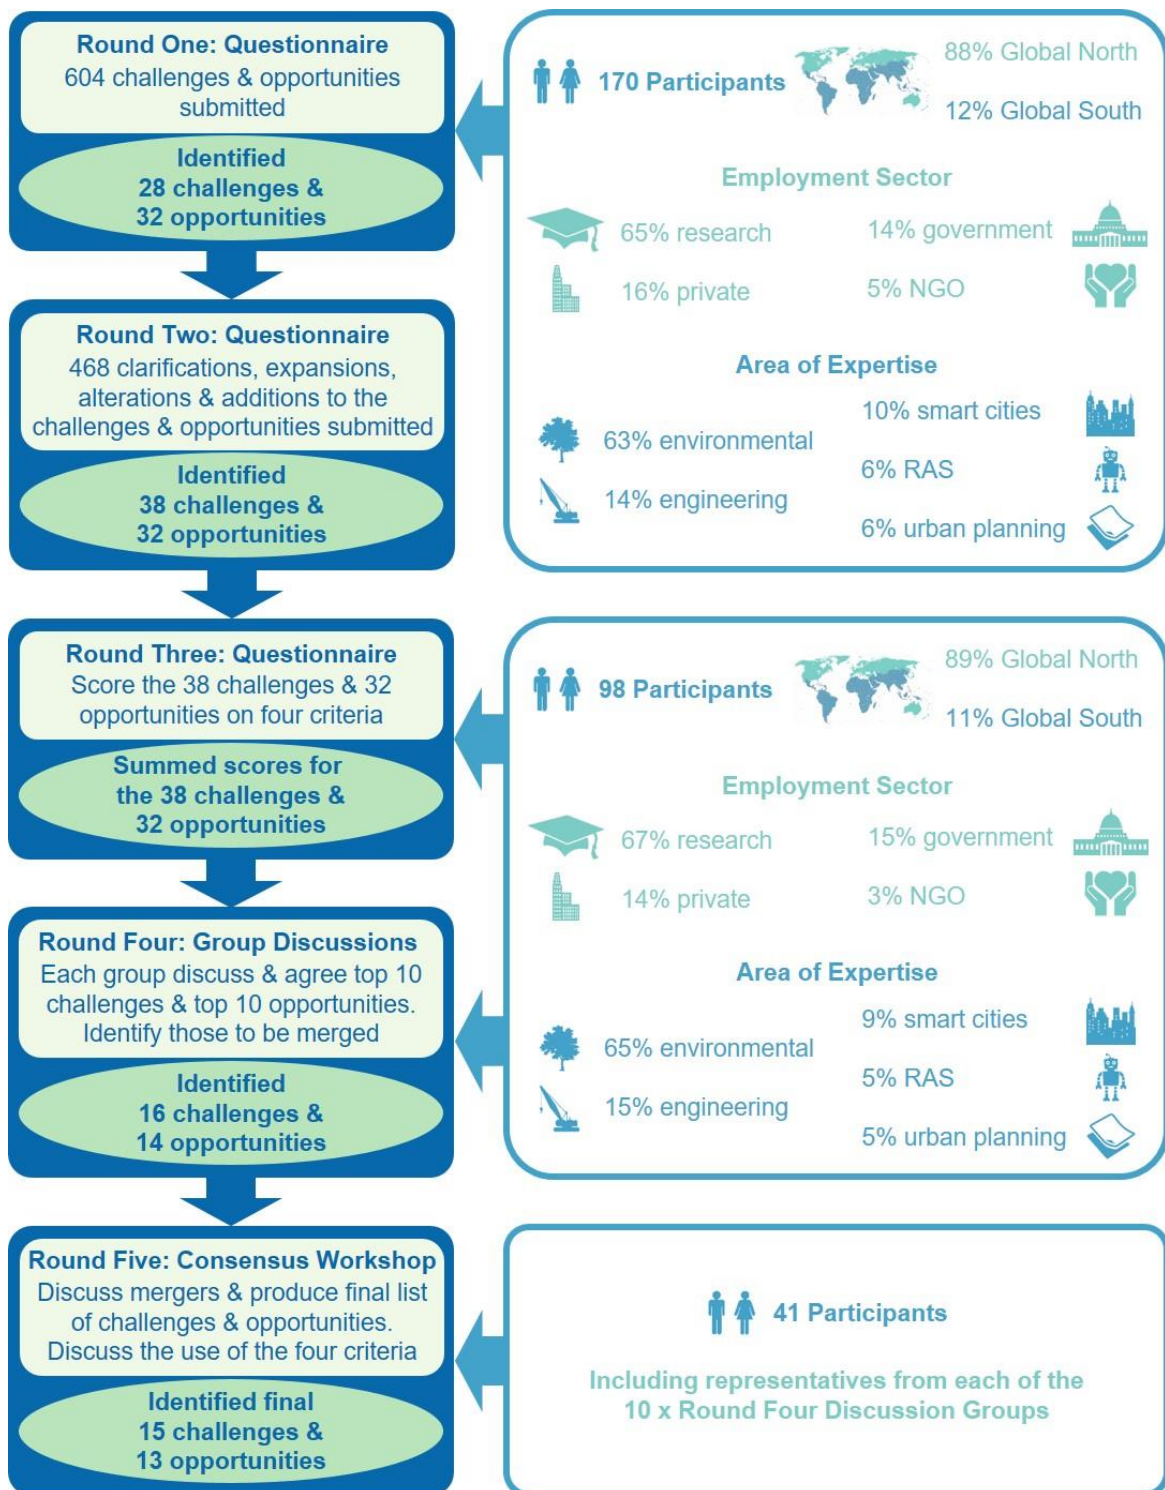 Round One: Questionnaire
604 challenges & opportunities
submitted
Identified
28 challenges &
32 opportunities
170 Participants
88% Global North
12% Global South
Employment Sector
65% research
14% government
16% private
5% NGO
Area of Expertise
10% smart cities
63% environmental
6% RAS
14% engineering
6% urban planning
Round Two: Questionnaire
468 clarifications, expansions,
alterations & additions to the
challenges & opportunities submitted
Identified
38 challenges &
32 opportunities
Round Three: Questionnaire
Score the 38 challenges & 32
opportunities on four criteria
Summed scores for
the 38 challenges &
32 opportunities
98 Participants
89% Global North
11% Global South
Employment Sector
67% research
15% government
14% private
3% NGO
Area of Expertise
9% smart cities
65% environmental
5% RAS
15% engineering
5% urban planning
Round Four: Group Discussions
Each group discuss & agree top 10
challenges & top 10 opportunities.
Identify those to be merged
Identified
16 challenges &
14 opportunities
Round Five: Consensus Workshop
Discuss mergers & produce final list
of challenges & opportunities.
Discuss the use of the four criteria
Identified final
15 challenges &
13 opportunities
41 Participants
Including representatives from each of the
10 x Round Four Discussion Groups